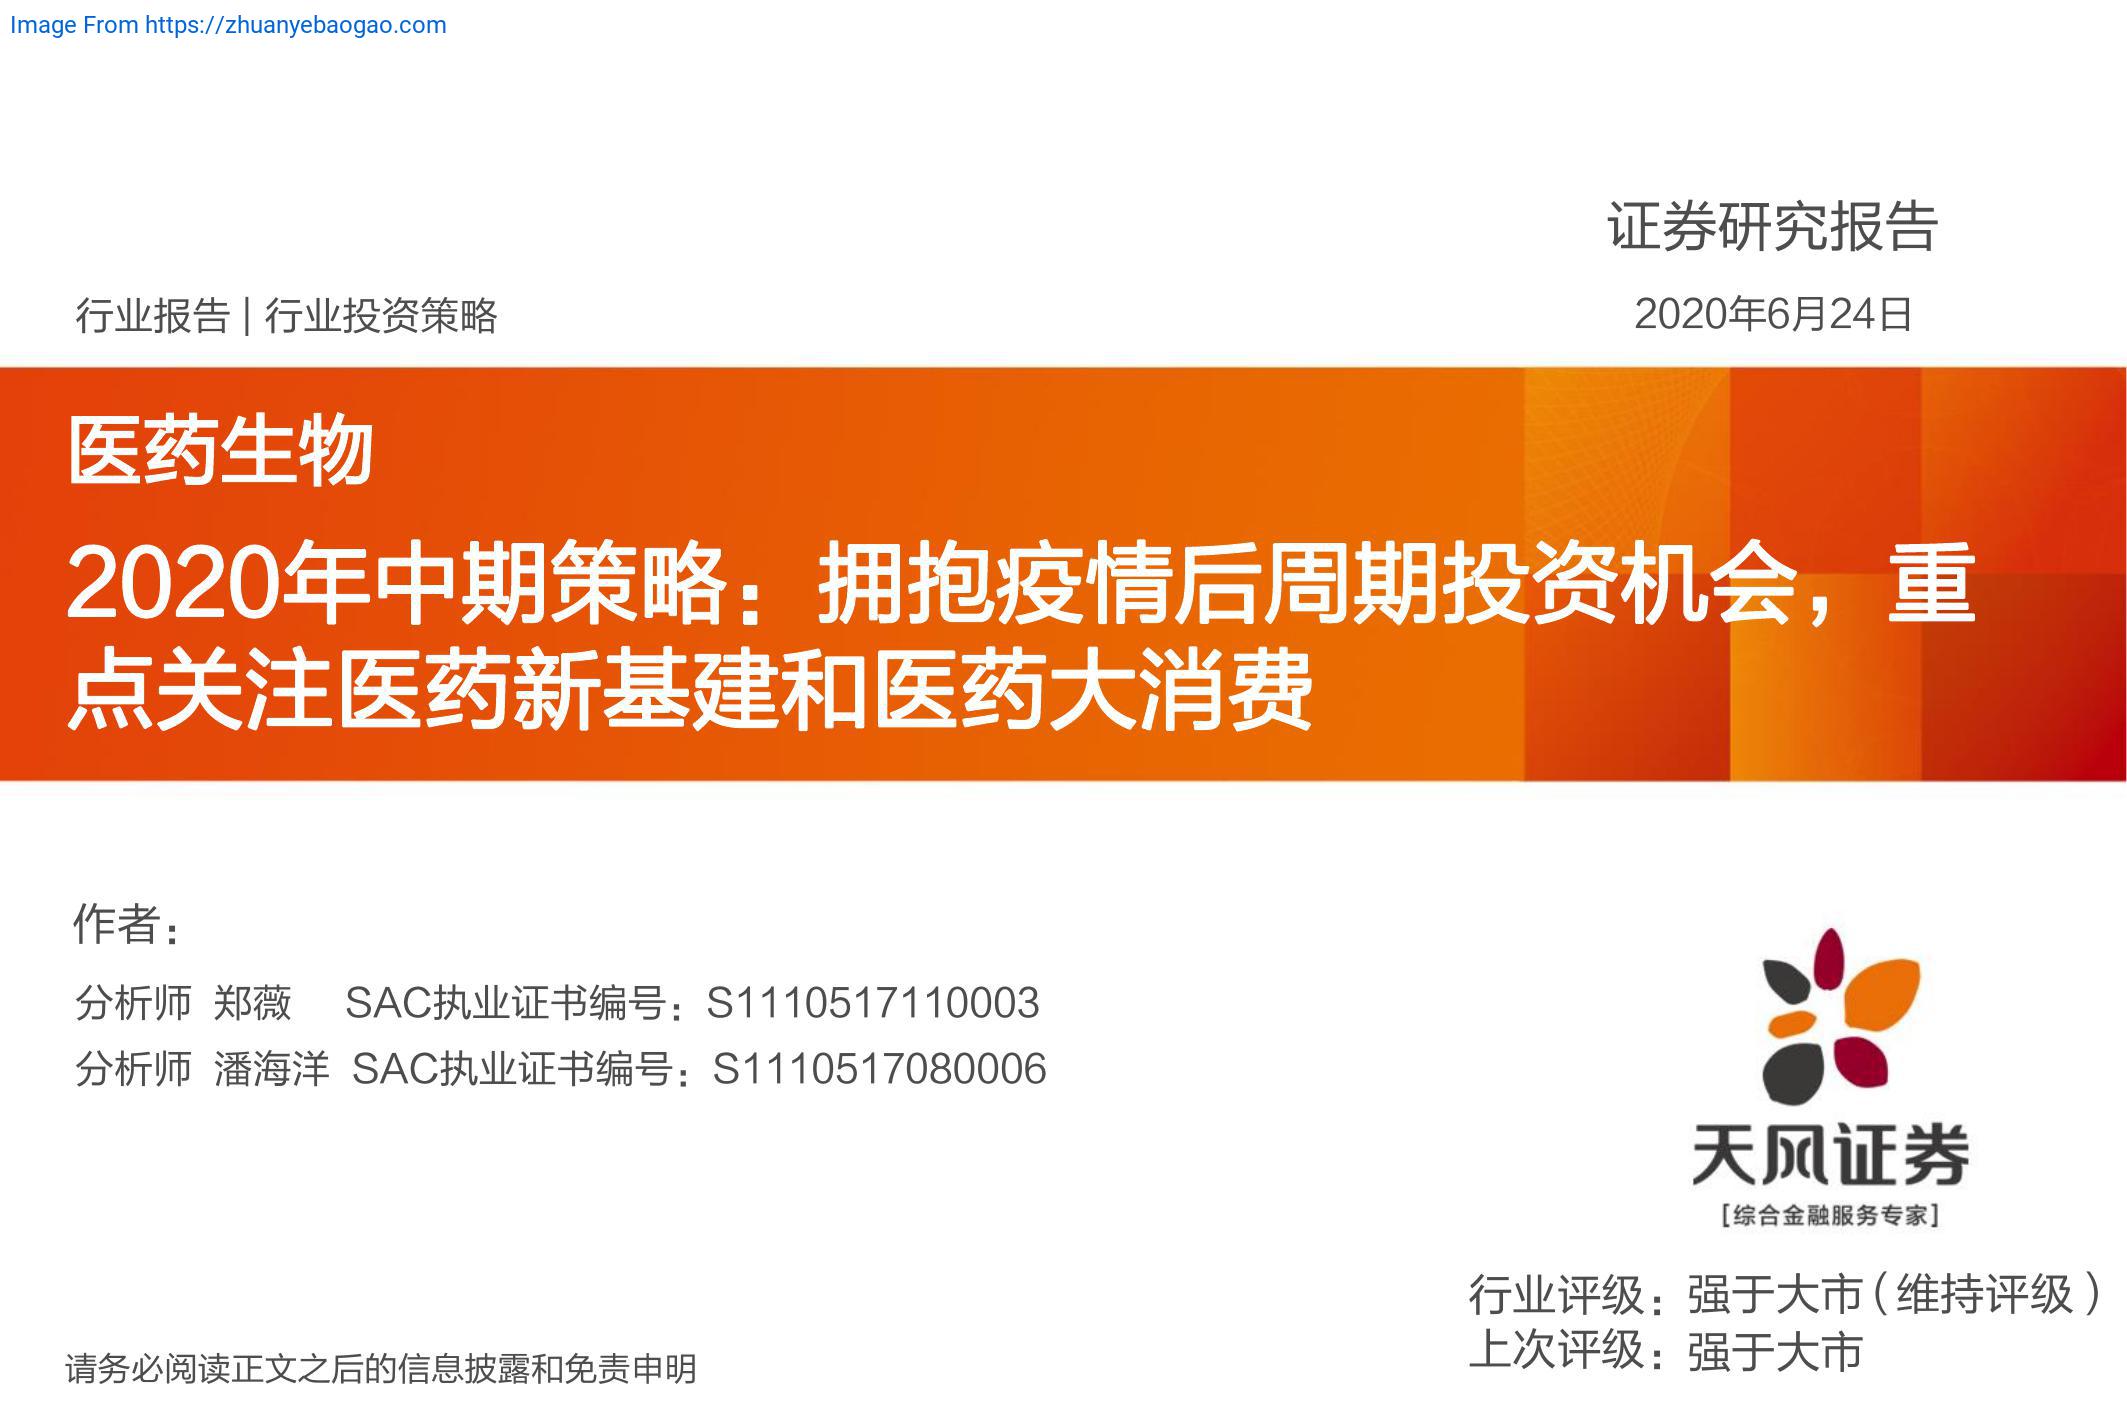 Image From https://zhuanyebaogao.com
证券研究报告
行业报告 | 行业投资策略
2020年6月24日
医药生物
2020年中期策略：拥抱疫情后周期投资机会，重
点关注医药新基建和医药大消费
作者：
分析师 郑薇 SAC执业证书编号：S1110517110003
分析师 潘海洋 SAC执业证书编号：S1110517080006
天风证券
[综合金融服务专家]
行业评级：强于大市（维持评级）
上次评级：强于大市
请务必阅读正文之后的信息披露和免责申明